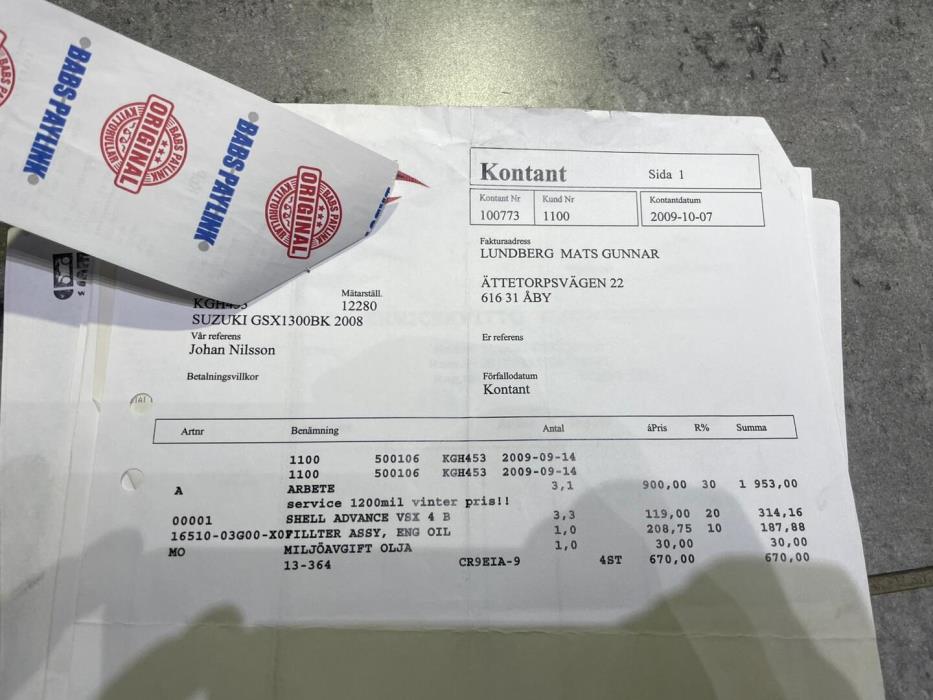 BABS PAYLINK
ORIGINAL
BABS PAYLINK
BABS PAYLINK
ORIGINAL
BABS PAYLINK
Kontant Sida 1
Kontant Nr Kund Nr Kontantdatum
100773 1100 2009-10-07
Fakturaadress
LUNDBERG MATS GUNNAR
ÄTTETORPSVÄGEN 22
616 31 ÅBY
Mätarställ.
KGH453 12280
SUZUKI GSX1300BK 2008
Vår referens Er referens
Johan Nilsson
Betalningsvillkor Förfallodatum
Kontant
Artnr Benämning Antal áPris R% Summa
1100 500106 KGH453 2009-09-14
1100 500106 KGH453 2009-09-14
A ARBETE 3,1 900,00 30 1 953,00
service 1200mil vinter pris!!
00001 SHELL ADVANCE VSX 4 B 3,3 119,00 20 314,16
16510-03G00-X07FILLTER ASSY, ENG OIL 1,0 208,75 10 187,88
MO MILJÖAVGIFT OLJA 1,0 30,00 30,00
13-364 CR9EIA-9 4ST 670,00 670,00